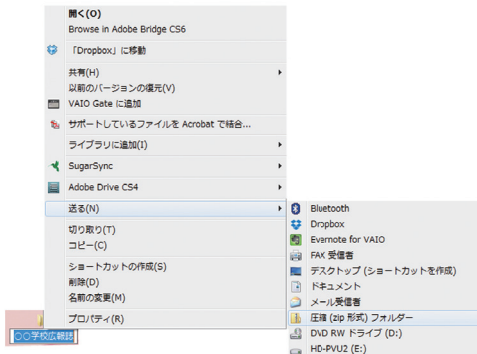 開く(O)
Browse in Adobe Bridge CS6
「Dropbox」に移動
共有(H)
以前のバージョンの復元(V)
VAIO Gate に追加
サポートしているファイルを Acrobat で結合...
ライブラリに追加(I)
SugarSync
Adobe Drive CS4
送る(N)
切り取り(T)
コピー(C)
ショートカットの作成(S)
削除(D)
名前の変更(M)
プロパティ(R)
○○学校広報誌
Bluetooth
Dropbox
Evernote for VAIO
FAX 受信者
デスクトップ (ショートカットを作成)
ドキュメント
メール受信者
圧縮 (zip 形式) フォルダー
DVD RW ドライブ (D:)
HD-PVU2 (E:)